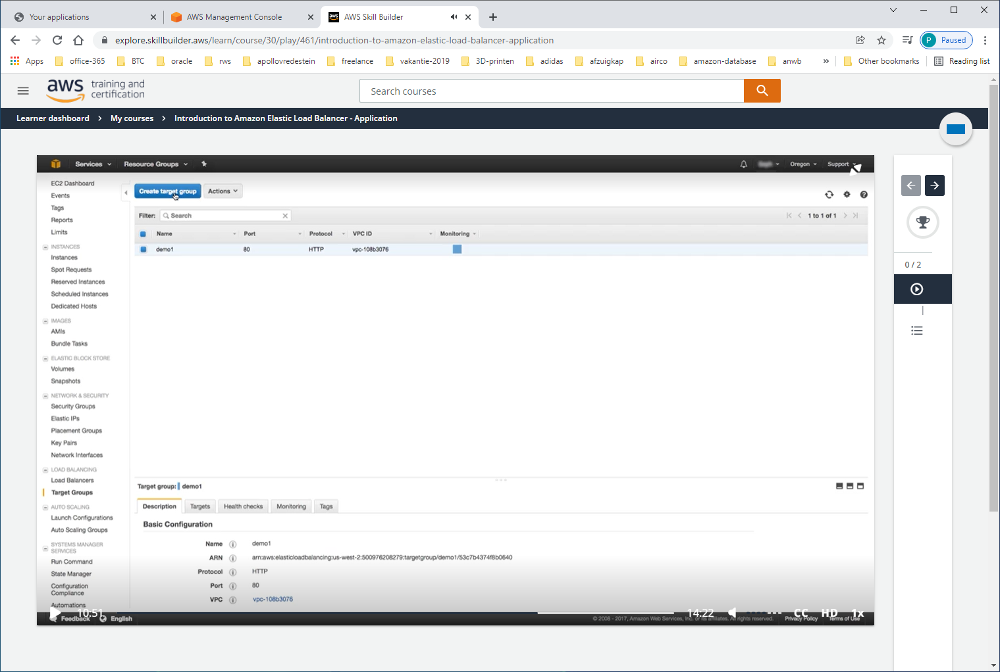 Your applications
AWS Management Console
AWS Skill Builder
explore.skillbuilder.aws/learn/course/30/play/461/introduction-to-amazon-elastic-load-balancer-application
P Paused
Apps office-365 BTC oracle rws apollovredestein freelance vakantie-2019 3D-printen adidas afzuigkap airco amazon-database anwb » Other bookmarks Reading list
aws training and
certification
Search courses
Learner dashboard > My courses > Introduction to Amazon Elastic Load Balancer - Application
Services Resource Groups Oregon Support
EC2 Dashboard
Events
Tags
Reports
Limits
INSTANCES
Instances
Spot Requests
Reserved Instances
Scheduled Instances
Dedicated Hosts
IMAGES
AMIs
Bundle Tasks
ELASTIC BLOCK STORE
Volumes
Snapshots
NETWORK & SECURITY
Security Groups
Elastic IPs
Placement Groups
Key Pairs
Network Interfaces
LOAD BALANCING
Load Balancers
Target Groups
AUTO SCALING
Launch Configurations
Auto Scaling Groups
SYSTEMS MANAGER
SERVICES
Run Command
State Manager
Configuration
Compliance
Automations
Create target group Actions
Filter: Search
1 to 1 of 1
Name Port Protocol VPC ID Monitoring
demo1 80 HTTP vpc-108b3076
Target group: demo1
Description Targets Health checks Monitoring Tags
Basic Configuration
Name demo1
ARN arn:aws:elasticloadbalancing:us-west-2:500976208279:targetgroup/demo1/53c7b4374f8b0640
Protocol HTTP
Port 80
VPC vpc-108b3076
10:51 14:22 CC HD 1x
Feedback English © 2008 - 2017, Amazon Web Services, Inc. or its affiliates. All rights reserved. Privacy Policy Terms of Use
0 / 2